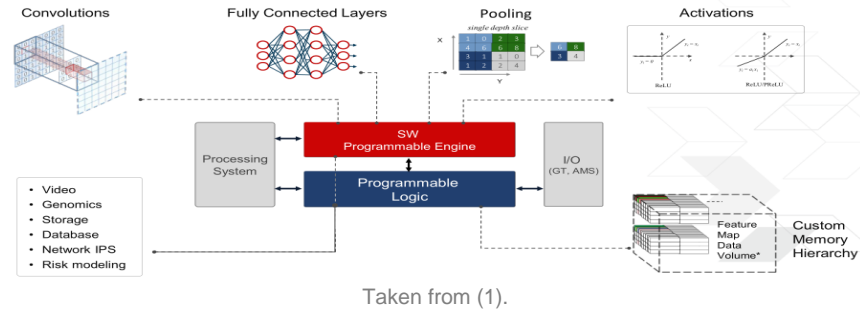 Convolutions
Fully Connected Layers
Pooling
Activations
single depth slice
X
1 0 2 3
4 6 6 8
3 1 1 0
1 2 2 4
6 8
3 4
Y
y
y
ReLU
ReLU/PReLU
Processing
System
SW
Programmable Engine
Programmable
Logic
I/O
(GT, AMS)
• Video
• Genomics
• Storage
• Database
• Network IPS
• Risk modeling
Feature
Map
Data
Volume*
Custom
Memory
Hierarchy
Taken from (1).